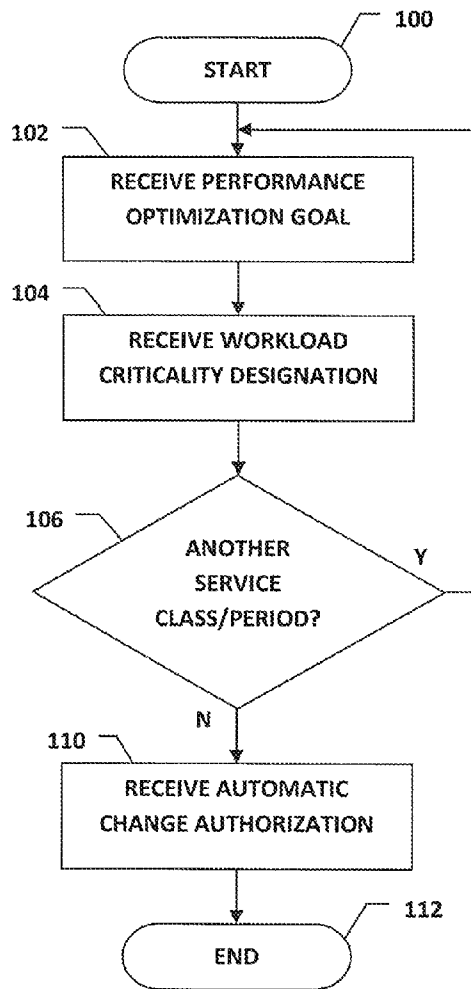 100
START
102
RECEIVE PERFORMANCE
OPTIMIZATION GOAL
104
RECEIVE WORKLOAD
CRITICALITY DESIGNATION
106
ANOTHER
SERVICE
CLASS/PERIOD?
Y
N
110
RECEIVE AUTOMATIC
CHANGE AUTHORIZATION
112
END